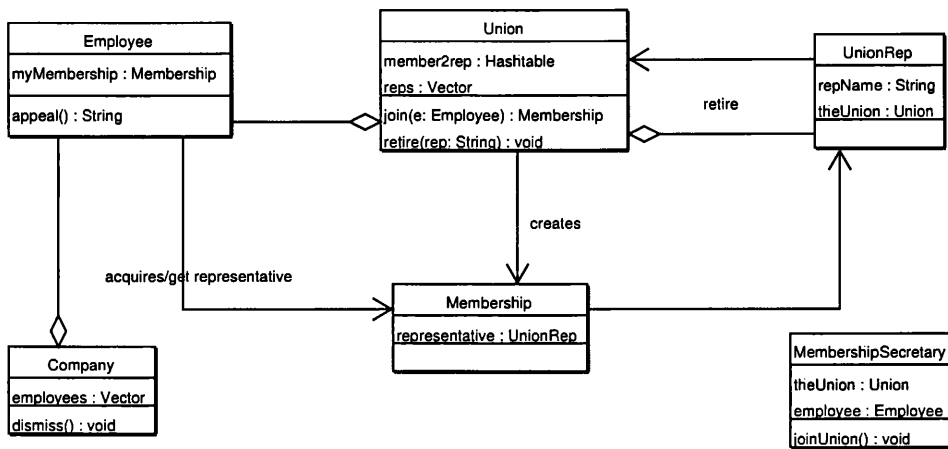 Employee
myMembership : Membership
appeal() : String
Union
member2rep : Hashtable
reps : Vector
join(e: Employee) : Membership
retire(rep: String) : void
UnionRep
repName : String
theUnion : Union
retire
creates
acquires/get representative
Membership
representative : UnionRep
Company
employees : Vector
dismiss() : void
MembershipSecretary
theUnion : Union
employee : Employee
joinUnion() : void